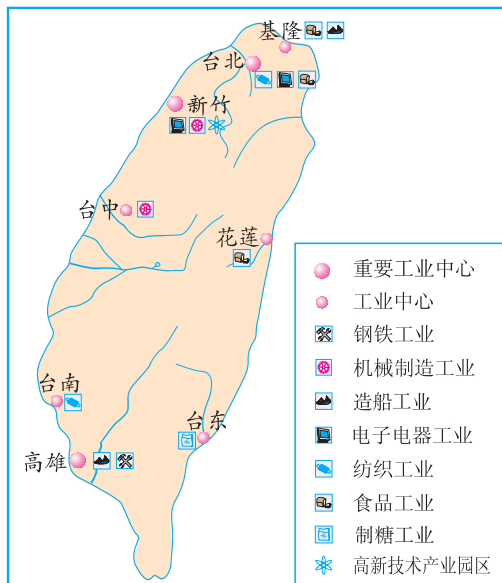 基隆
台北
新竹
台中
花莲
台南
台东
高雄
重要工业中心
工业中心
钢铁工业
机械制造工业
造船工业
电子电器工业
纺织工业
食品工业
制糖工业
高新技术产业园区